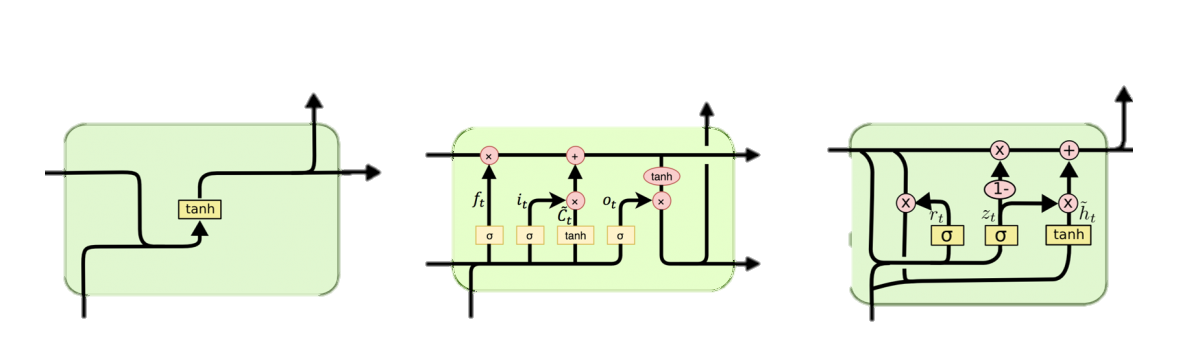 tanh
× +
tanh
f_t i_t C̃_t o_t × ×
σ σ tanh σ
x +
1-
x r_t z_t x h̃_t
σ σ tanh